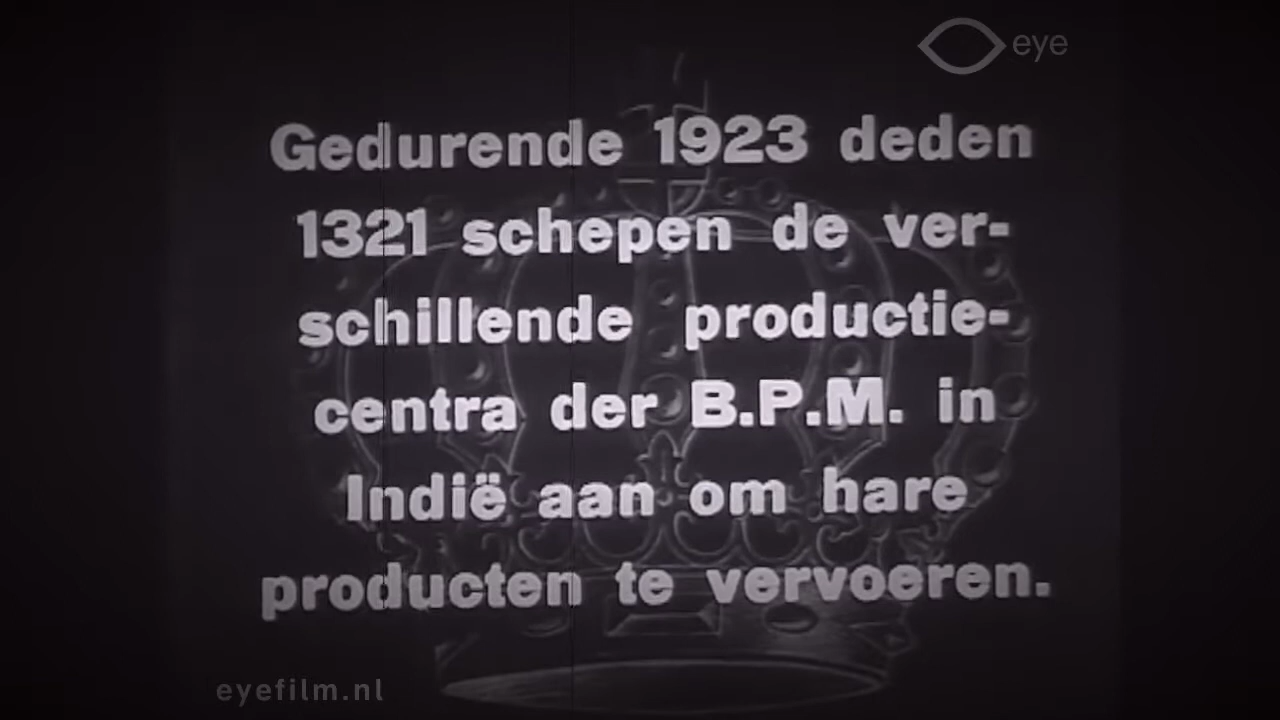 eye
Gedurende 1923 deden
1321 schepen de ver-
schillende productie-
centra der B.P.M. in
Indië aan om hare
producten te vervoeren.
eyefilm.nl